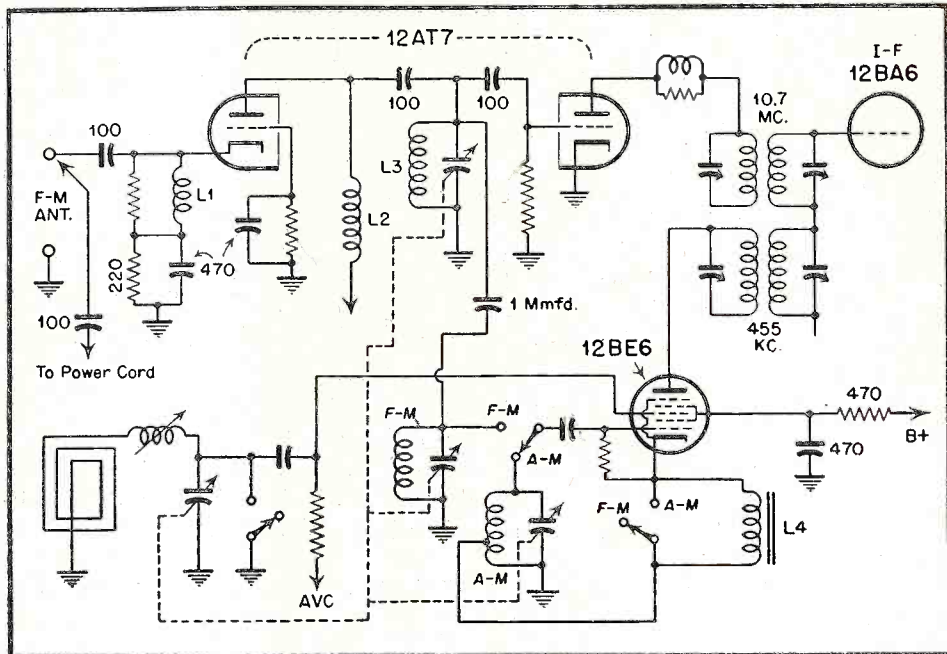 12AT7
I-F
12BA6
10.7
MC.
100
100
100
L3
F-M
ANT.
L1
L2
470
220
100
1 Mmfd.
455
KC.
To Power Cord
12BE6
470
F-M
F-M
A-M
470
B+
A-M
F-M
L4
A-M
AVC